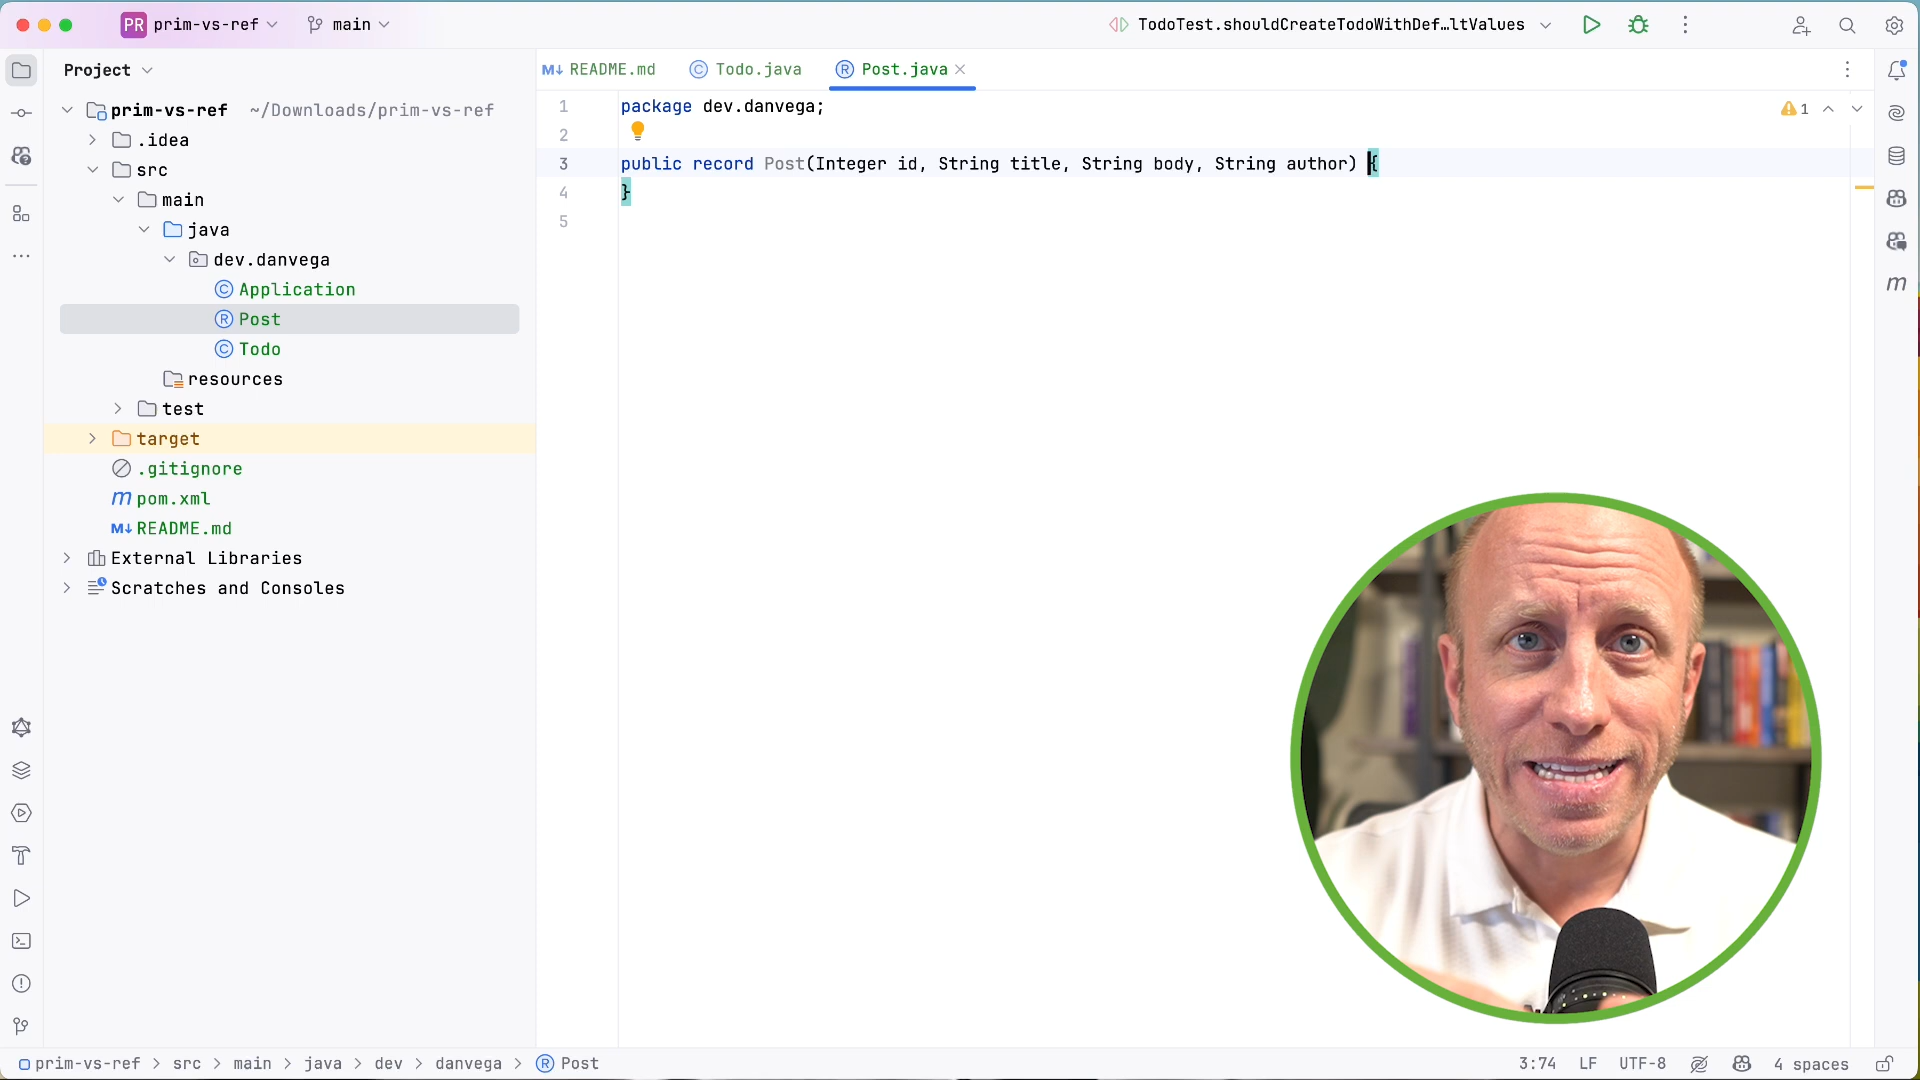 PR prim-vs-ref main TodoTest.shouldCreateTodoWithDef…ltValues
Project
README.md Todo.java Post.java
prim-vs-ref ~/Downloads/prim-vs-ref
.idea
src
main
java
dev.danvega
Application
Post
Todo
resources
test
target
.gitignore
pom.xml
README.md
External Libraries
Scratches and Consoles
1 package dev.danvega;
2
3 public record Post(Integer id, String title, String body, String author) {
4 }
5
1
prim-vs-ref > src > main > java > dev > danvega > Post
3:74 LF UTF-8 4 spaces